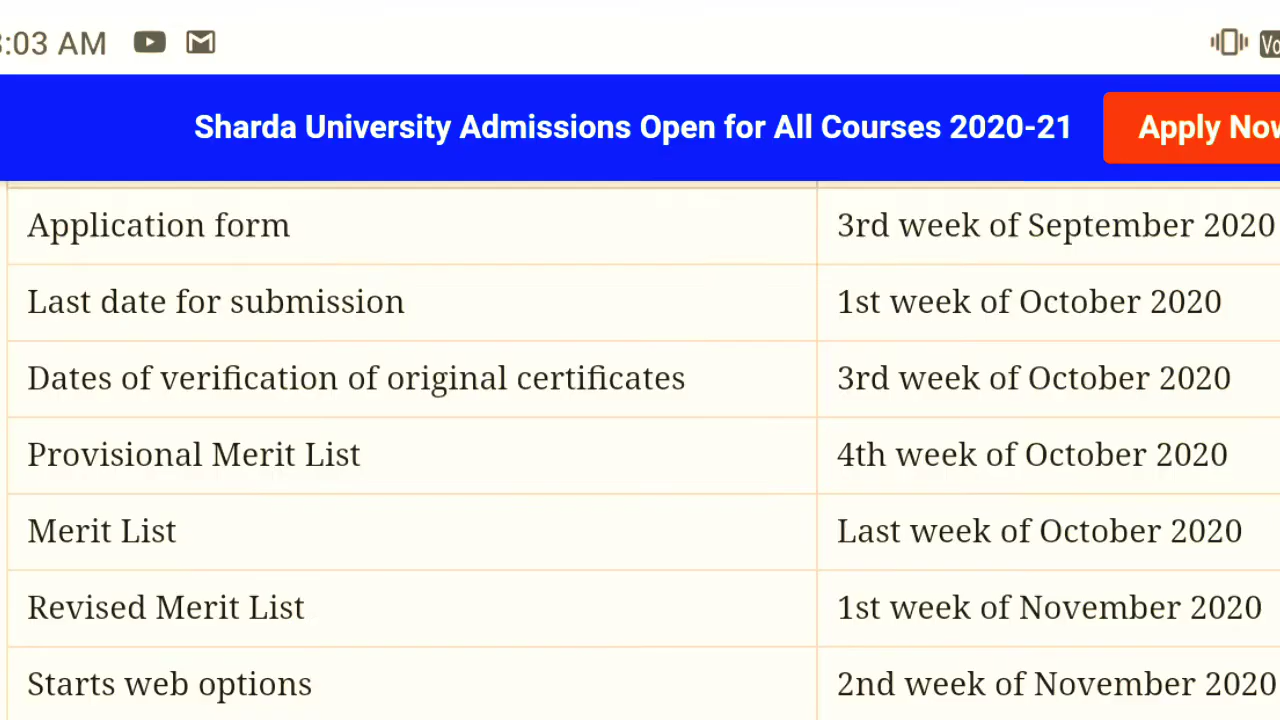 :03 AM
Sharda University Admissions Open for All Courses 2020-21 Apply
Application form 3rd week of September 2020
Last date for submission 1st week of October 2020
Dates of verification of original certificates 3rd week of October 2020
Provisional Merit List 4th week of October 2020
Merit List Last week of October 2020
Revised Merit List 1st week of November 2020
Starts web options 2nd week of November 2020